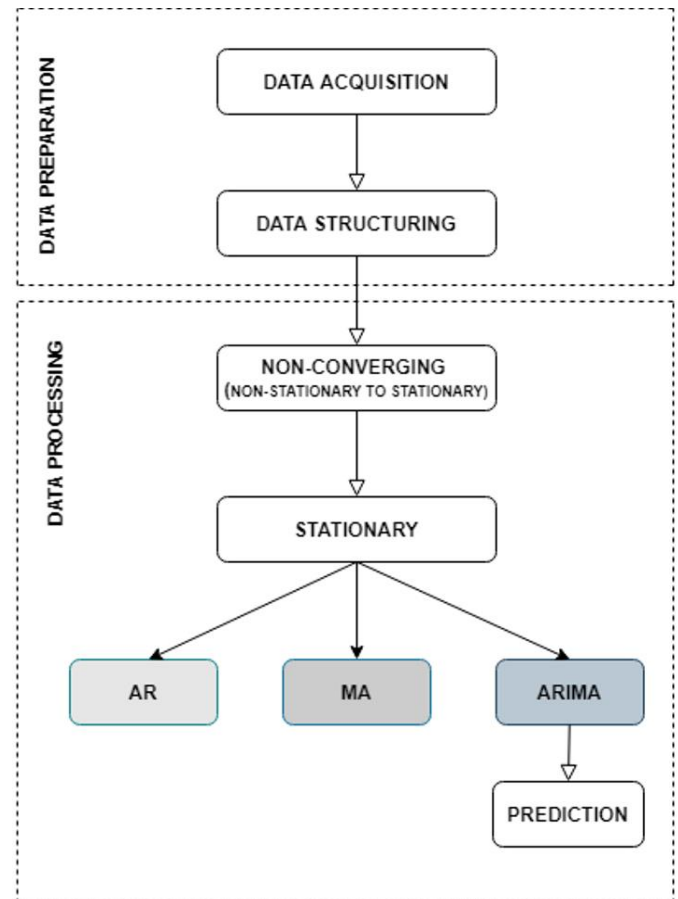 DATA PREPARATION
DATA ACQUISITION
DATA STRUCTURING
DATA PROCESSING
NON-CONVERGING
(NON-STATIONARY TO STATIONARY)
STATIONARY
AR
MA
ARIMA
PREDICTION